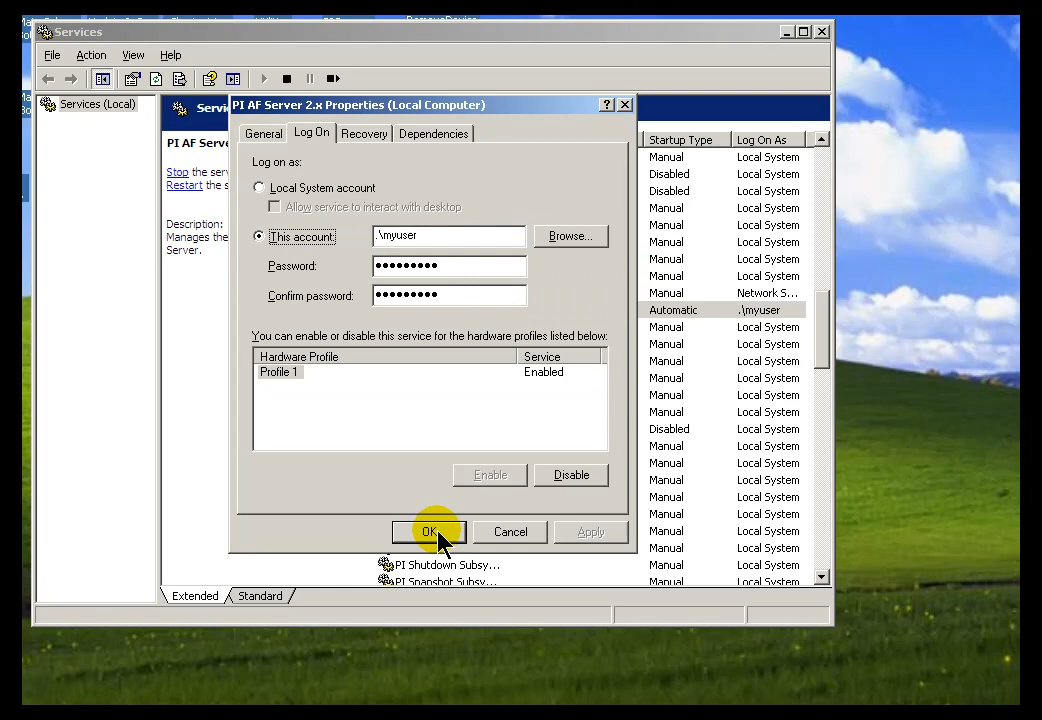 Services
File Action View Help
Services (Local)
PI AF Server 2.x Properties (Local Computer)
General Log On Recovery Dependencies
Log on as:
Local System account
Allow service to interact with desktop
This account: .\myuser Browse...
Password: •••••••••
Confirm password: •••••••••
You can enable or disable this service for the hardware profiles listed below:
Hardware Profile Service
Profile 1 Enabled
Enable Disable
OK Cancel Apply
PI AF Serve
Stop the ser
Restart the s
Description:
Manages the
Server.
Startup Type Log On As
Manual Local System
Disabled Local System
Disabled Local System
Manual Local System
Manual Local System
Manual Local System
Manual Local System
Manual Local System
Manual Network S...
Automatic .\myuser
Manual Local System
Manual Local System
Manual Local System
Manual Local System
Manual Local System
Manual Local System
Disabled Local System
Manual Local System
Manual Local System
Manual Local System
Manual Local System
Manual Local System
Manual Local System
Manual Local System
PI Shutdown Subsy... Manual Local System
PI Snapshot Subsy... Manual Local System
Extended Standard